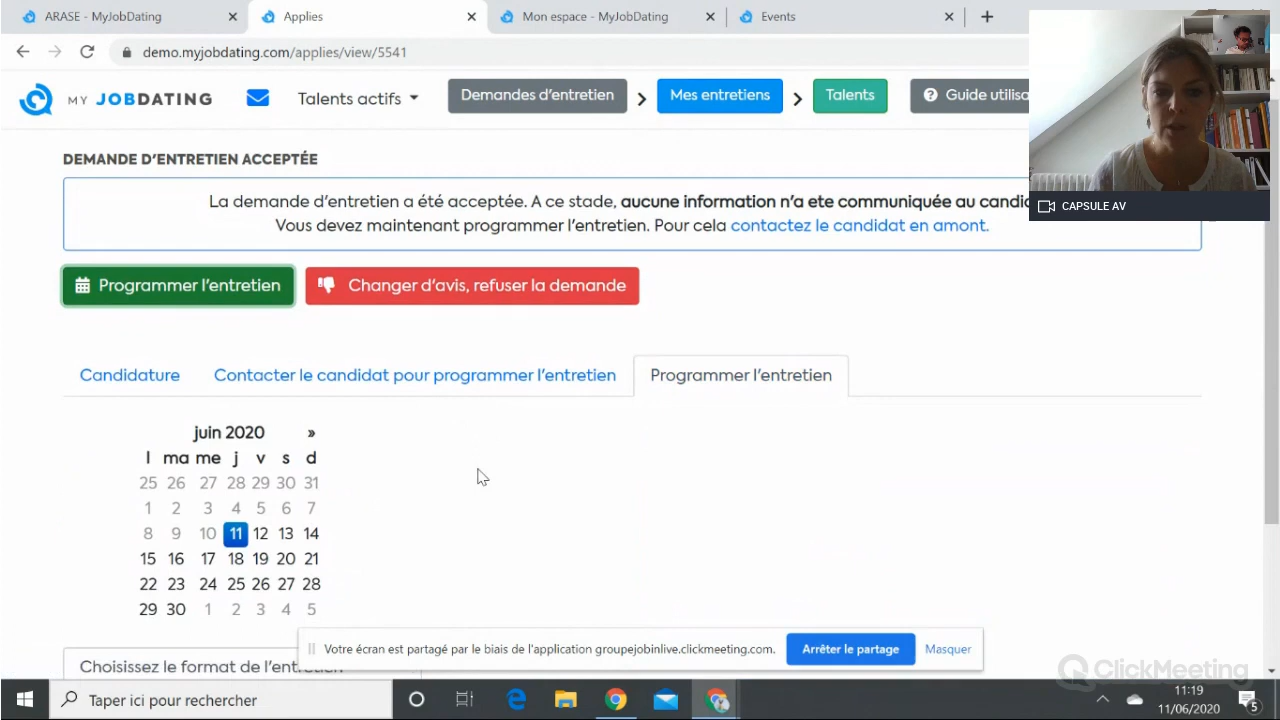 ARASE - MyJobDating
Applies
Mon espace - MyJobDating
Events
demo.myjobdating.com/applies/view/5541
MY JOBDATING
Talents actifs
Demandes d'entretien
Mes entretiens
Talents
Guide utilisa
CAPSULE AV
DEMANDE D'ENTRETIEN ACCEPTÉE
La demande d'entretien a été acceptée. A ce stade, aucune information n'a ete communiquée au candid
Vous devez maintenant programmer l'entretien. Pour cela contactez le candidat en amont.
Programmer l'entretien
Changer d'avis, refuser la demande
Candidature
Contacter le candidat pour programmer l'entretien
Programmer l'entretien
juin 2020 »
l ma me j v s d
25 26 27 28 29 30 31
1 2 3 4 5 6 7
8 9 10 11 12 13 14
15 16 17 18 19 20 21
22 23 24 25 26 27 28
29 30 1 2 3 4 5
Choisissez le format de l'entretien
Votre écran est partagé par le biais de l'application groupejobinlive.clickmeeting.com.
Arrêter le partage
Masquer
ClickMeeting
Taper ici pour rechercher
11:19
11/06/2020
5